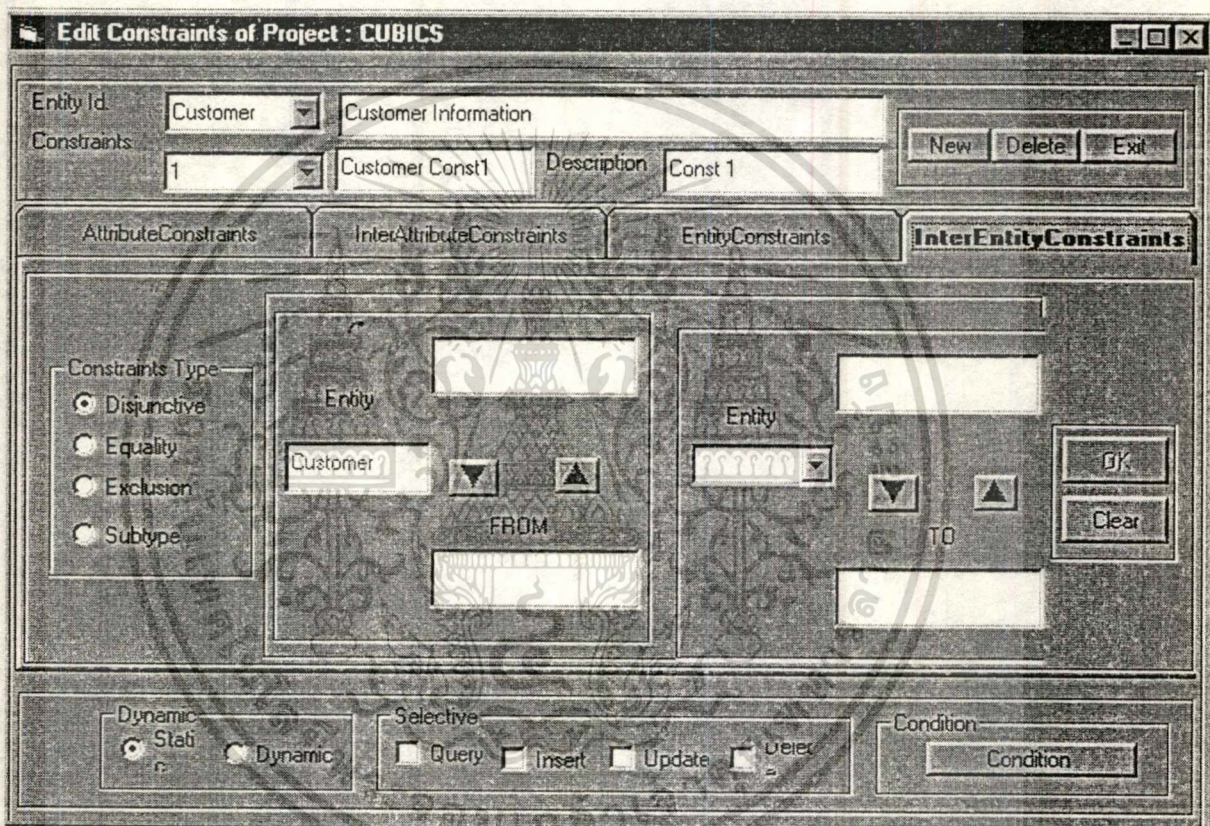 Edit Constraints of Project : CUBICS
Entity Id. Customer Customer Information
Constraints 1 Customer Const1 Description Const 1
New Delete Exit
AttributeConstraints InterAttributeConstraints EntityConstraints InterEntityConstraints
Constraints Type
Disjunctive
Equality
Exclusion
Subtype
Entity
Customer
FROM
Entity
TO
OK
Clear
Dynamic
Stati
Dynamic
Selective
Query Insert Update
Condition
Condition